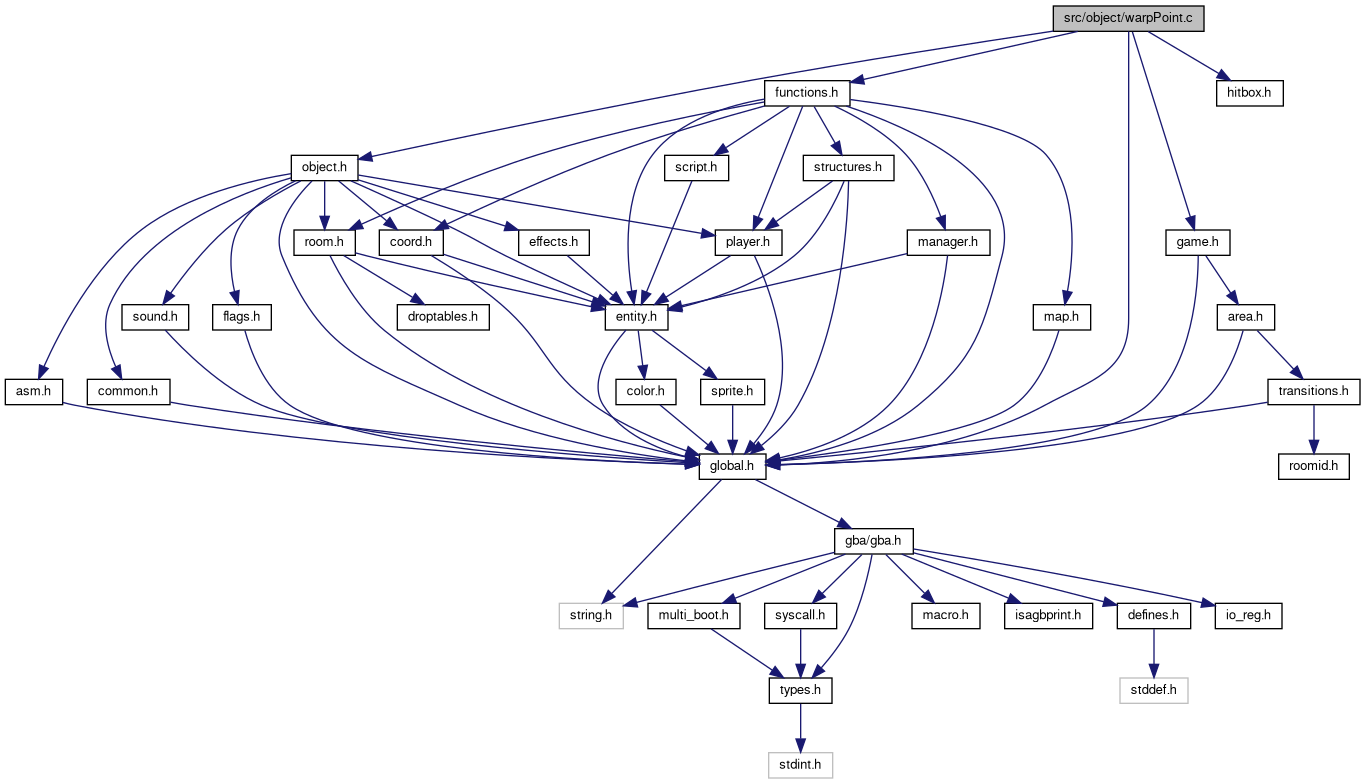 src/object/warpPoint.c
functions.h
hitbox.h
object.h
script.h
structures.h
room.h
coord.h
effects.h
player.h
manager.h
game.h
sound.h
flags.h
droptables.h
entity.h
map.h
area.h
asm.h
common.h
color.h
sprite.h
transitions.h
global.h
roomid.h
gba/gba.h
string.h
multi_boot.h
syscall.h
macro.h
isagbprint.h
defines.h
io_reg.h
types.h
stddef.h
stdint.h